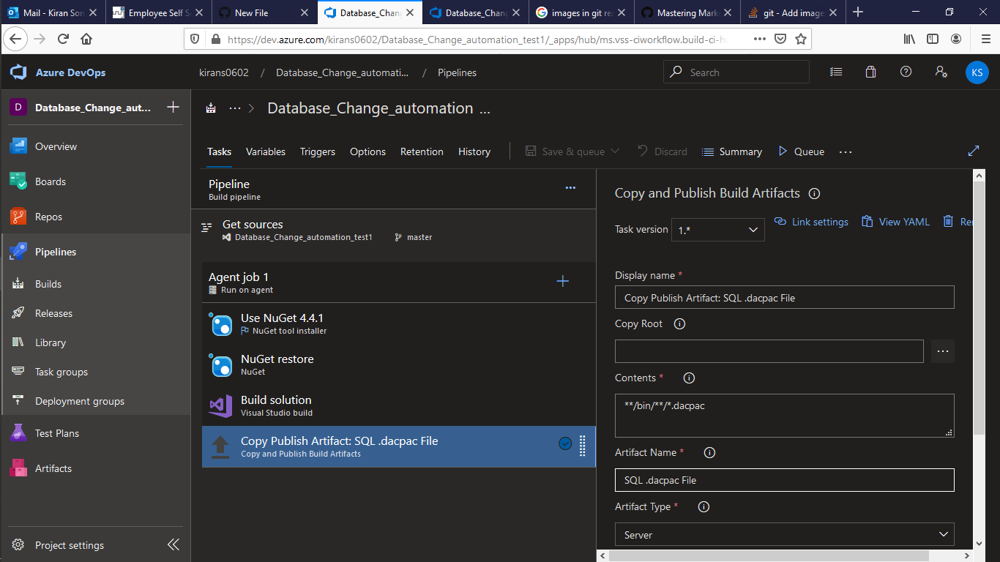 Mail - Kiran Son
Employee Self S
New File
Database_Chang
Database_Chang
images in git rea
Mastering Mark
git - Add image
https://dev.azure.com/kirans0602/Database_Change_automation_test1/_apps/hub/ms.vss-ciworkflow.build-ci-h
Azure DevOps
kirans0602 / Database_Change_automati... / Pipelines
Search
KS
D Database_Change_aut...
... > Database_Change_automation ...
Overview
Boards
Repos
Pipelines
Builds
Releases
Library
Task groups
Deployment groups
Test Plans
Artifacts
Project settings
Tasks Variables Triggers Options Retention History Save & queue Discard Summary Queue ...
Pipeline
Build pipeline
Get sources
Database_Change_automation_test1 master
Agent job 1
Run on agent
Use NuGet 4.4.1
NuGet tool installer
NuGet restore
NuGet
Build solution
Visual Studio build
Copy Publish Artifact: SQL .dacpac File
Copy and Publish Build Artifacts
Copy and Publish Build Artifacts
Task version 1.* Link settings View YAML Re
Display name *
Copy Publish Artifact: SQL .dacpac File
Copy Root
...
Contents *
**/bin/**/*.dacpac
Artifact Name *
SQL .dacpac File
Artifact Type *
Server